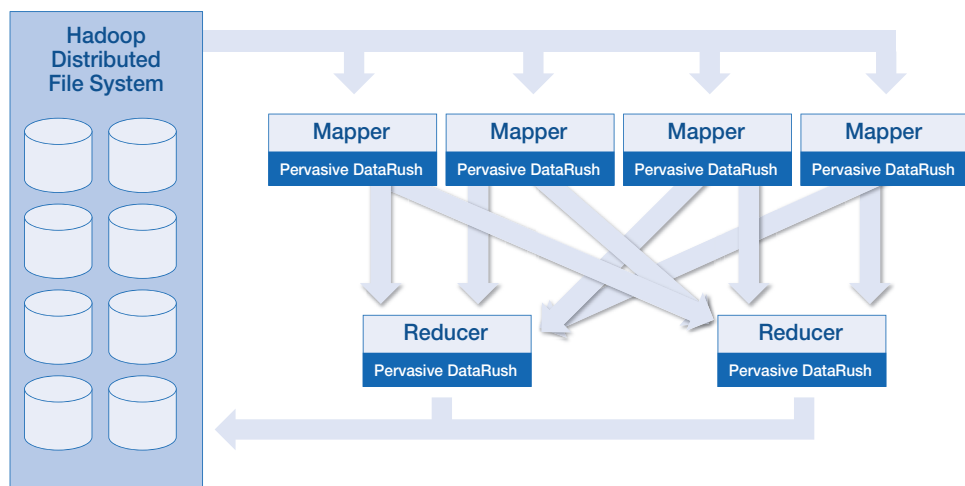 Hadoop
Distributed
File System
Mapper
Mapper
Mapper
Mapper
Pervasive DataRush
Pervasive DataRush
Pervasive DataRush
Pervasive DataRush
Reducer
Reducer
Pervasive DataRush
Pervasive DataRush